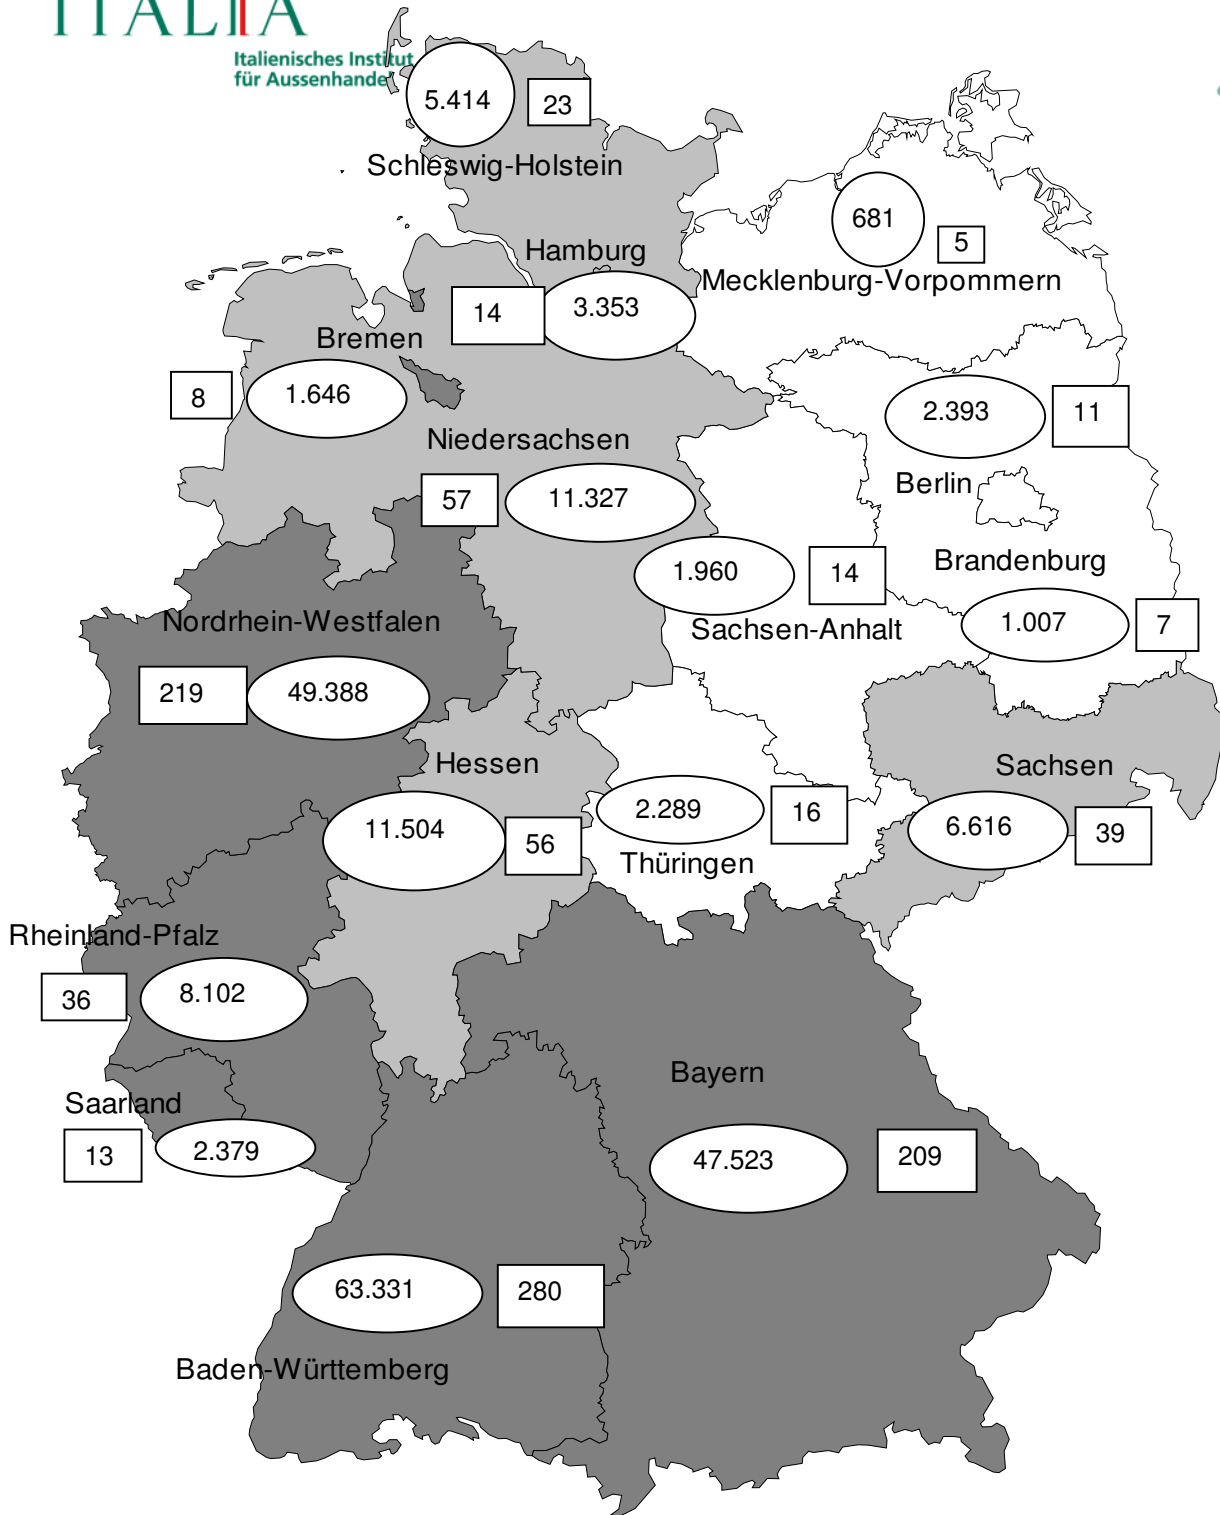 ITALIA
Italienisches Institut
für Aussenhandel
5.414 23
Schleswig-Holstein
681 5
Mecklenburg-Vorpommern
Hamburg
14 3.353
Bremen
8 1.646
2.393 11
Berlin
Niedersachsen
57 11.327
1.960 14
Sachsen-Anhalt
Brandenburg
1.007 7
Nordrhein-Westfalen
219 49.388
Hessen
11.504 56
2.289 16
Thüringen
Sachsen
6.616 39
Rheinland-Pfalz
36 8.102
Saarland
13 2.379
Bayern
47.523 209
63.331 280
Baden-Württemberg